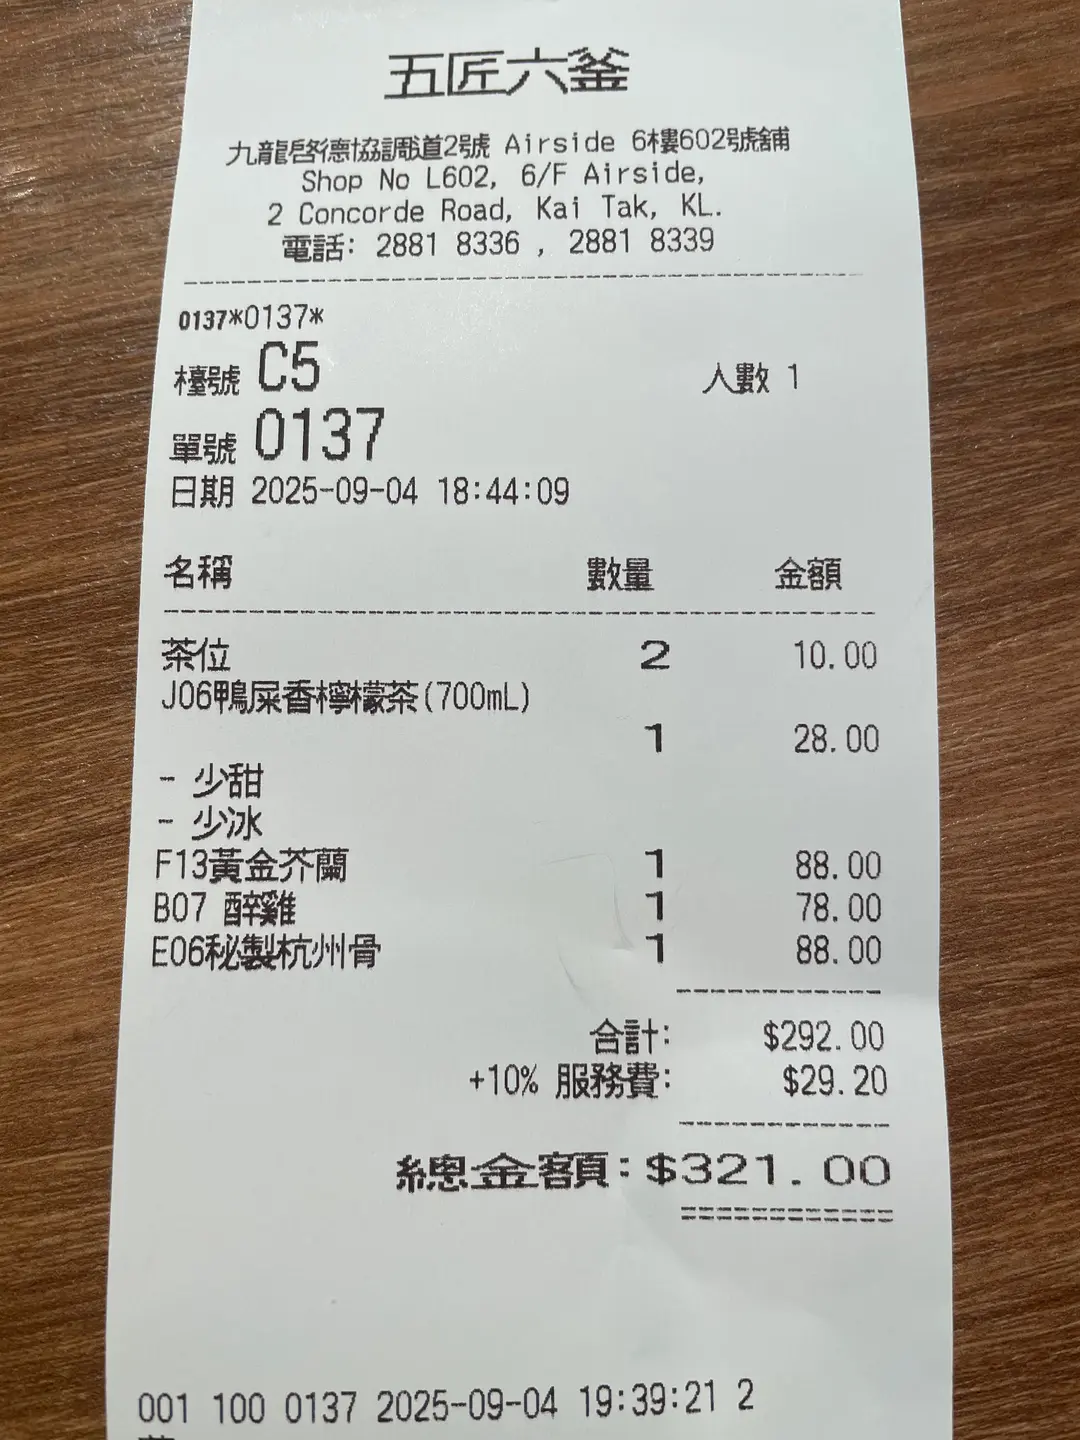 五匠六釜
九龍啓德協調道2號 Airside 6樓602號舖
Shop No L602, 6/F Airside,
2 Concorde Road, Kai Tak, KL.
電話: 2881 8336 , 2881 8339
0137*0137*
檯號 C5 人數 1
單號 0137
日期 2025-09-04 18:44:09
名稱 數量 金額
茶位 2 10.00
J06鴨屎香檸檬茶(700mL)
1 28.00
- 少甜
- 少冰
F13黃金芥蘭 1 88.00
B07 醉雞 1 78.00
E06秘製杭州骨 1 88.00
合計: $292.00
+10% 服務費: $29.20
總金額: $321.00
001 100 0137 2025-09-04 19:39:21 2